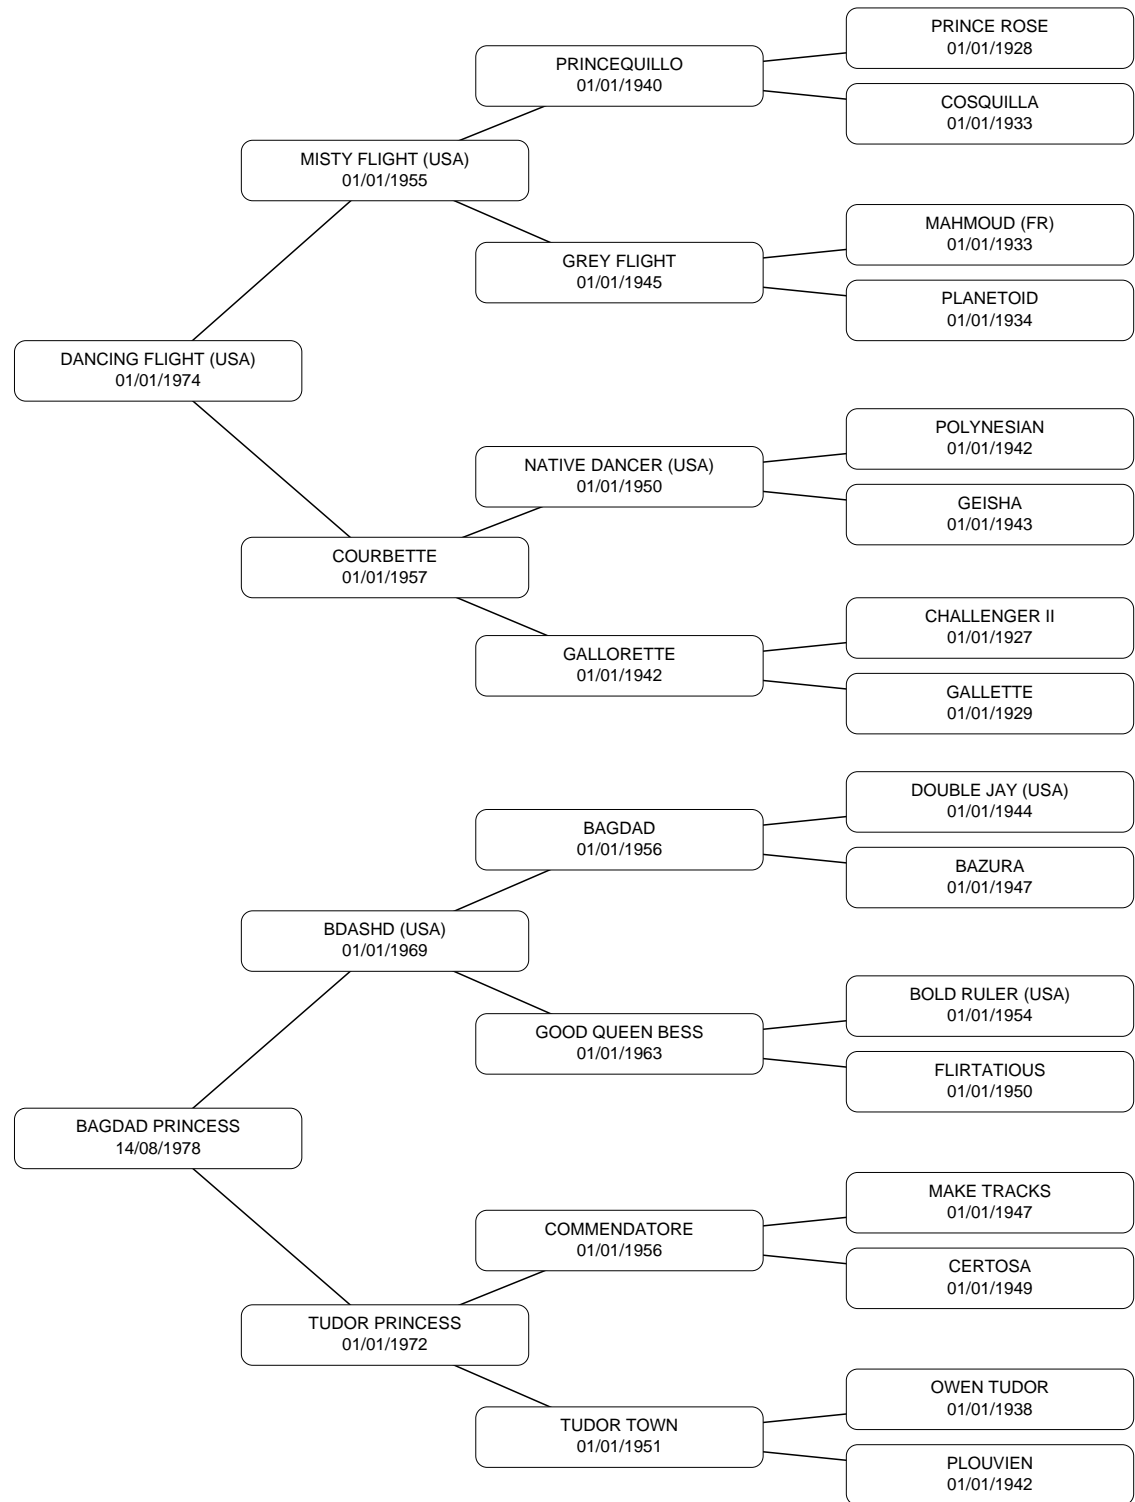 PRINCE ROSE
01/01/1928
PRINCEQUILLO
01/01/1940
COSQUILLA
01/01/1933
MISTY FLIGHT (USA)
01/01/1955
MAHMOUD (FR)
01/01/1933
GREY FLIGHT
01/01/1945
PLANETOID
01/01/1934
DANCING FLIGHT (USA)
01/01/1974
POLYNESIAN
01/01/1942
NATIVE DANCER (USA)
01/01/1950
GEISHA
01/01/1943
COURBETTE
01/01/1957
CHALLENGER II
01/01/1927
GALLORETTE
01/01/1942
GALLETTE
01/01/1929
DOUBLE JAY (USA)
01/01/1944
BAGDAD
01/01/1956
BAZURA
01/01/1947
BDASHD (USA)
01/01/1969
BOLD RULER (USA)
01/01/1954
GOOD QUEEN BESS
01/01/1963
FLIRTATIOUS
01/01/1950
BAGDAD PRINCESS
14/08/1978
MAKE TRACKS
01/01/1947
COMMENDATORE
01/01/1956
CERTOSA
01/01/1949
TUDOR PRINCESS
01/01/1972
OWEN TUDOR
01/01/1938
TUDOR TOWN
01/01/1951
PLOUVIEN
01/01/1942